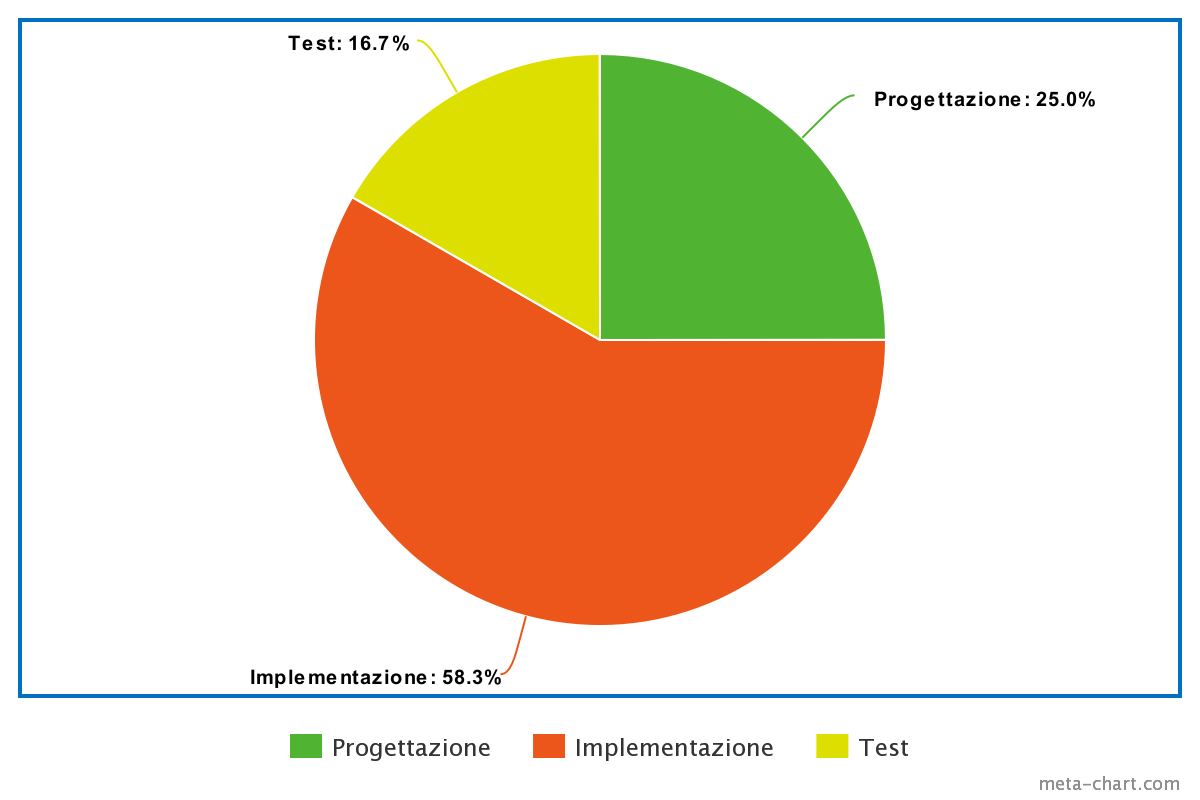 Test: 16.7%
Progettazione: 25.0%
Implementazione: 58.3%
Progettazione Implementazione Test
meta-chart.com